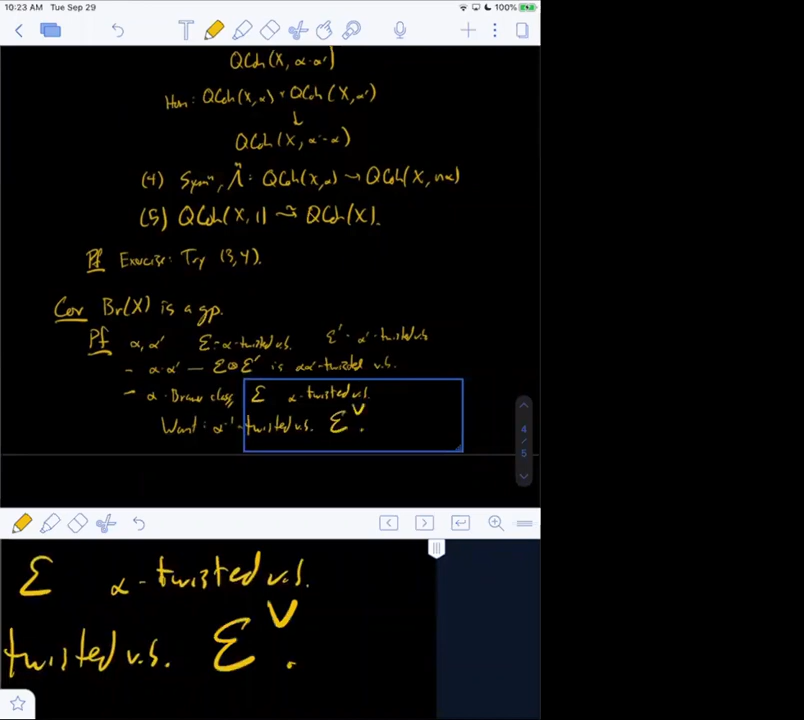 10:23 AM Tue Sep 29
100%
QCoh(X, α·α')
Hom: QCoh(X,α) × QCoh(X,α')
↓
QCoh(X, α'-α)
(4) Symⁿ, Λⁿ: QCoh(X,α) → QCoh(X, nα)
(5) QCoh(X, 1) ≃ QCoh(X).
Pf Exercise: Try (3,4).
Cor Br(X) is a gp.
Pf α, α' ℰ - α-twisted v.b. ℰ' - α'-twisted v.b
- α·α' — ℰ⊗ℰ' is αα'-twisted v.b.
- α - Brauer class, ℰ α-twisted v.b.
Want: α⁻¹-twisted v.b. ℰ^∨.
4
/
5
ℰ α-twisted v.b.
twisted v.b. ℰ^∨.